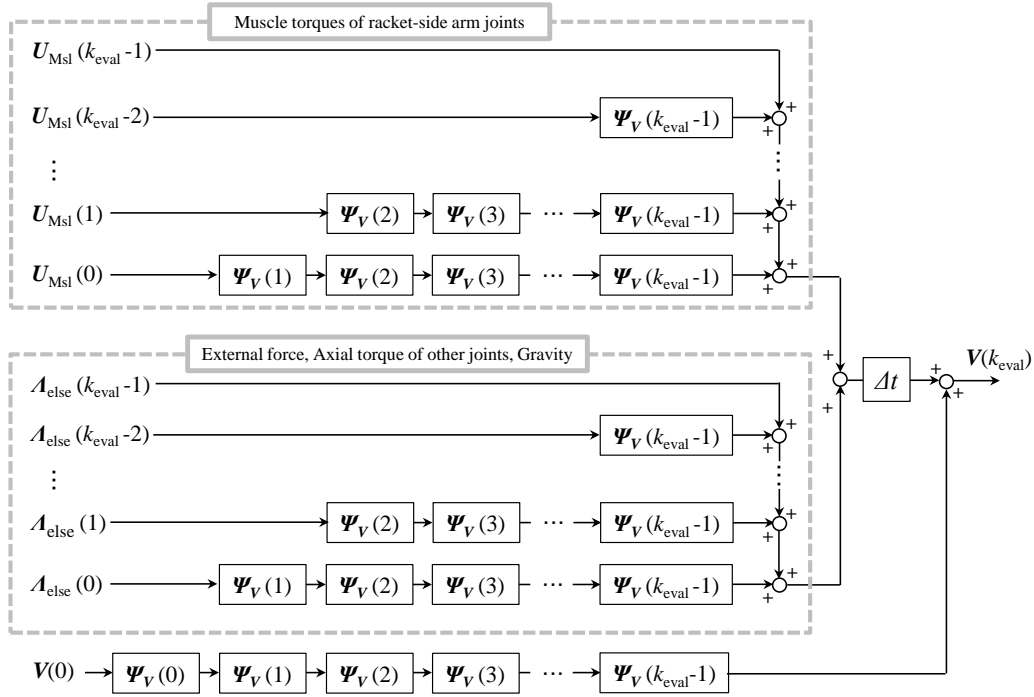 Muscle torques of racket-side arm joints
U_Msl (k_eval -1)
+
U_Msl (k_eval -2) Ψ_V (k_eval -1)
+
⋮ ⋮
U_Msl (1) Ψ_V (2) Ψ_V (3) ⋯ Ψ_V (k_eval -1) +
+
U_Msl (0) Ψ_V (1) Ψ_V (2) Ψ_V (3) ⋯ Ψ_V (k_eval -1) +
+
External force, Axial torque of other joints, Gravity
Λ_else (k_eval -1) + Δt + V(k_eval)
+ +
Λ_else (k_eval -2) Ψ_V (k_eval -1) +
+
⋮ ⋮
Λ_else (1) Ψ_V (2) Ψ_V (3) ⋯ Ψ_V (k_eval -1) +
+
Λ_else (0) Ψ_V (1) Ψ_V (2) Ψ_V (3) ⋯ Ψ_V (k_eval -1) +
+
V(0) Ψ_V (0) Ψ_V (1) Ψ_V (2) Ψ_V (3) ⋯ Ψ_V (k_eval-1)